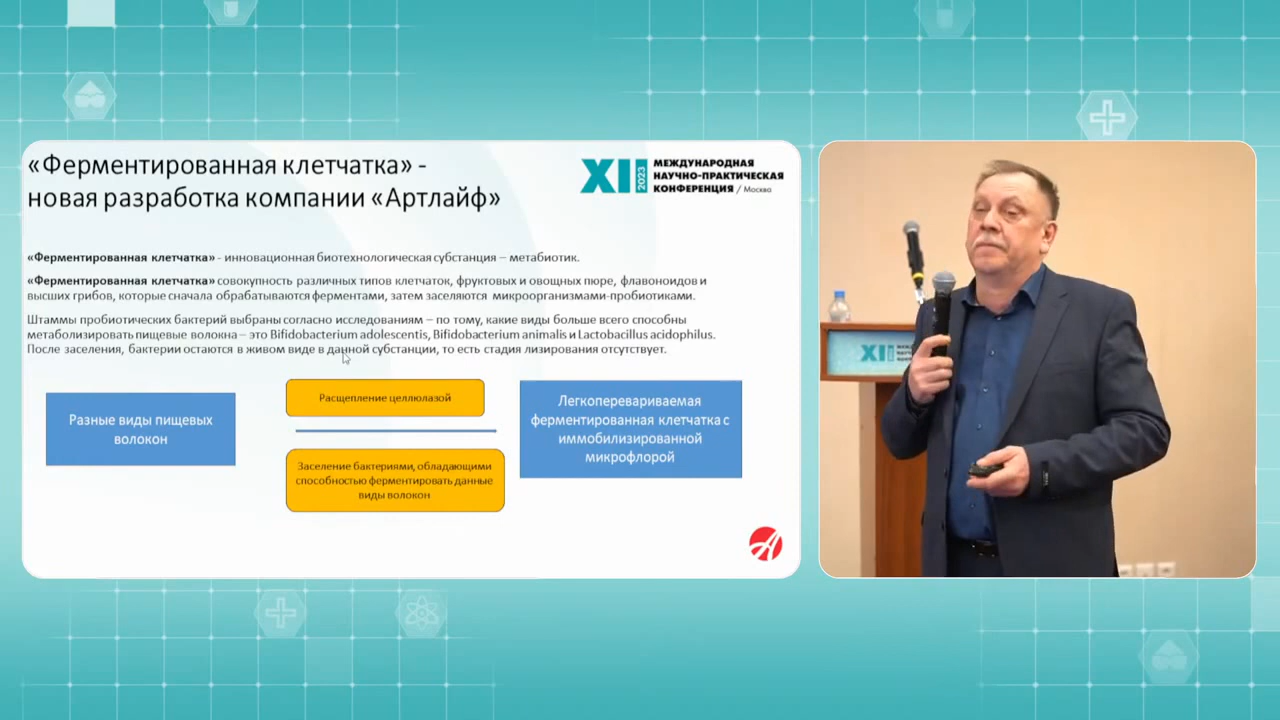 «Ферментированная клетчатка» -
новая разработка компании «Артлайф»
XII
2023
МЕЖДУНАРОДНАЯ
НАУЧНО-ПРАКТИЧЕСКАЯ
КОНФЕРЕНЦИЯ / Москва
«Ферментированная клетчатка» - инновационная биотехнологическая субстанция – метабиотик.
«Ферментированная клетчатка» совокупность различных типов клетчаток, фруктовых и овощных пюре, флавоноидов и
высших грибов, которые сначала обрабатываются ферментами, затем заселяются микроорганизмами-пробиотиками.
Штаммы пробиотических бактерий выбраны согласно исследованиям – по тому, какие виды больше всего способны
метаболизировать пищевые волокна – это Bifidobacterium adolescentis, Bifidobacterium animalis и Lactobacillus acidophilus.
После заселения, бактерии остаются в живом виде в данной субстанции, то есть стадия лизирования отсутствует.
Разные виды пищевых
волокон
Расщепление целлюлазой
Заселение бактериями, обладающими
способностью ферментировать данные
виды волокон
Легкоперевариваемая
ферментированная клетчатка с
иммобилизированной
микрофлорой
XII